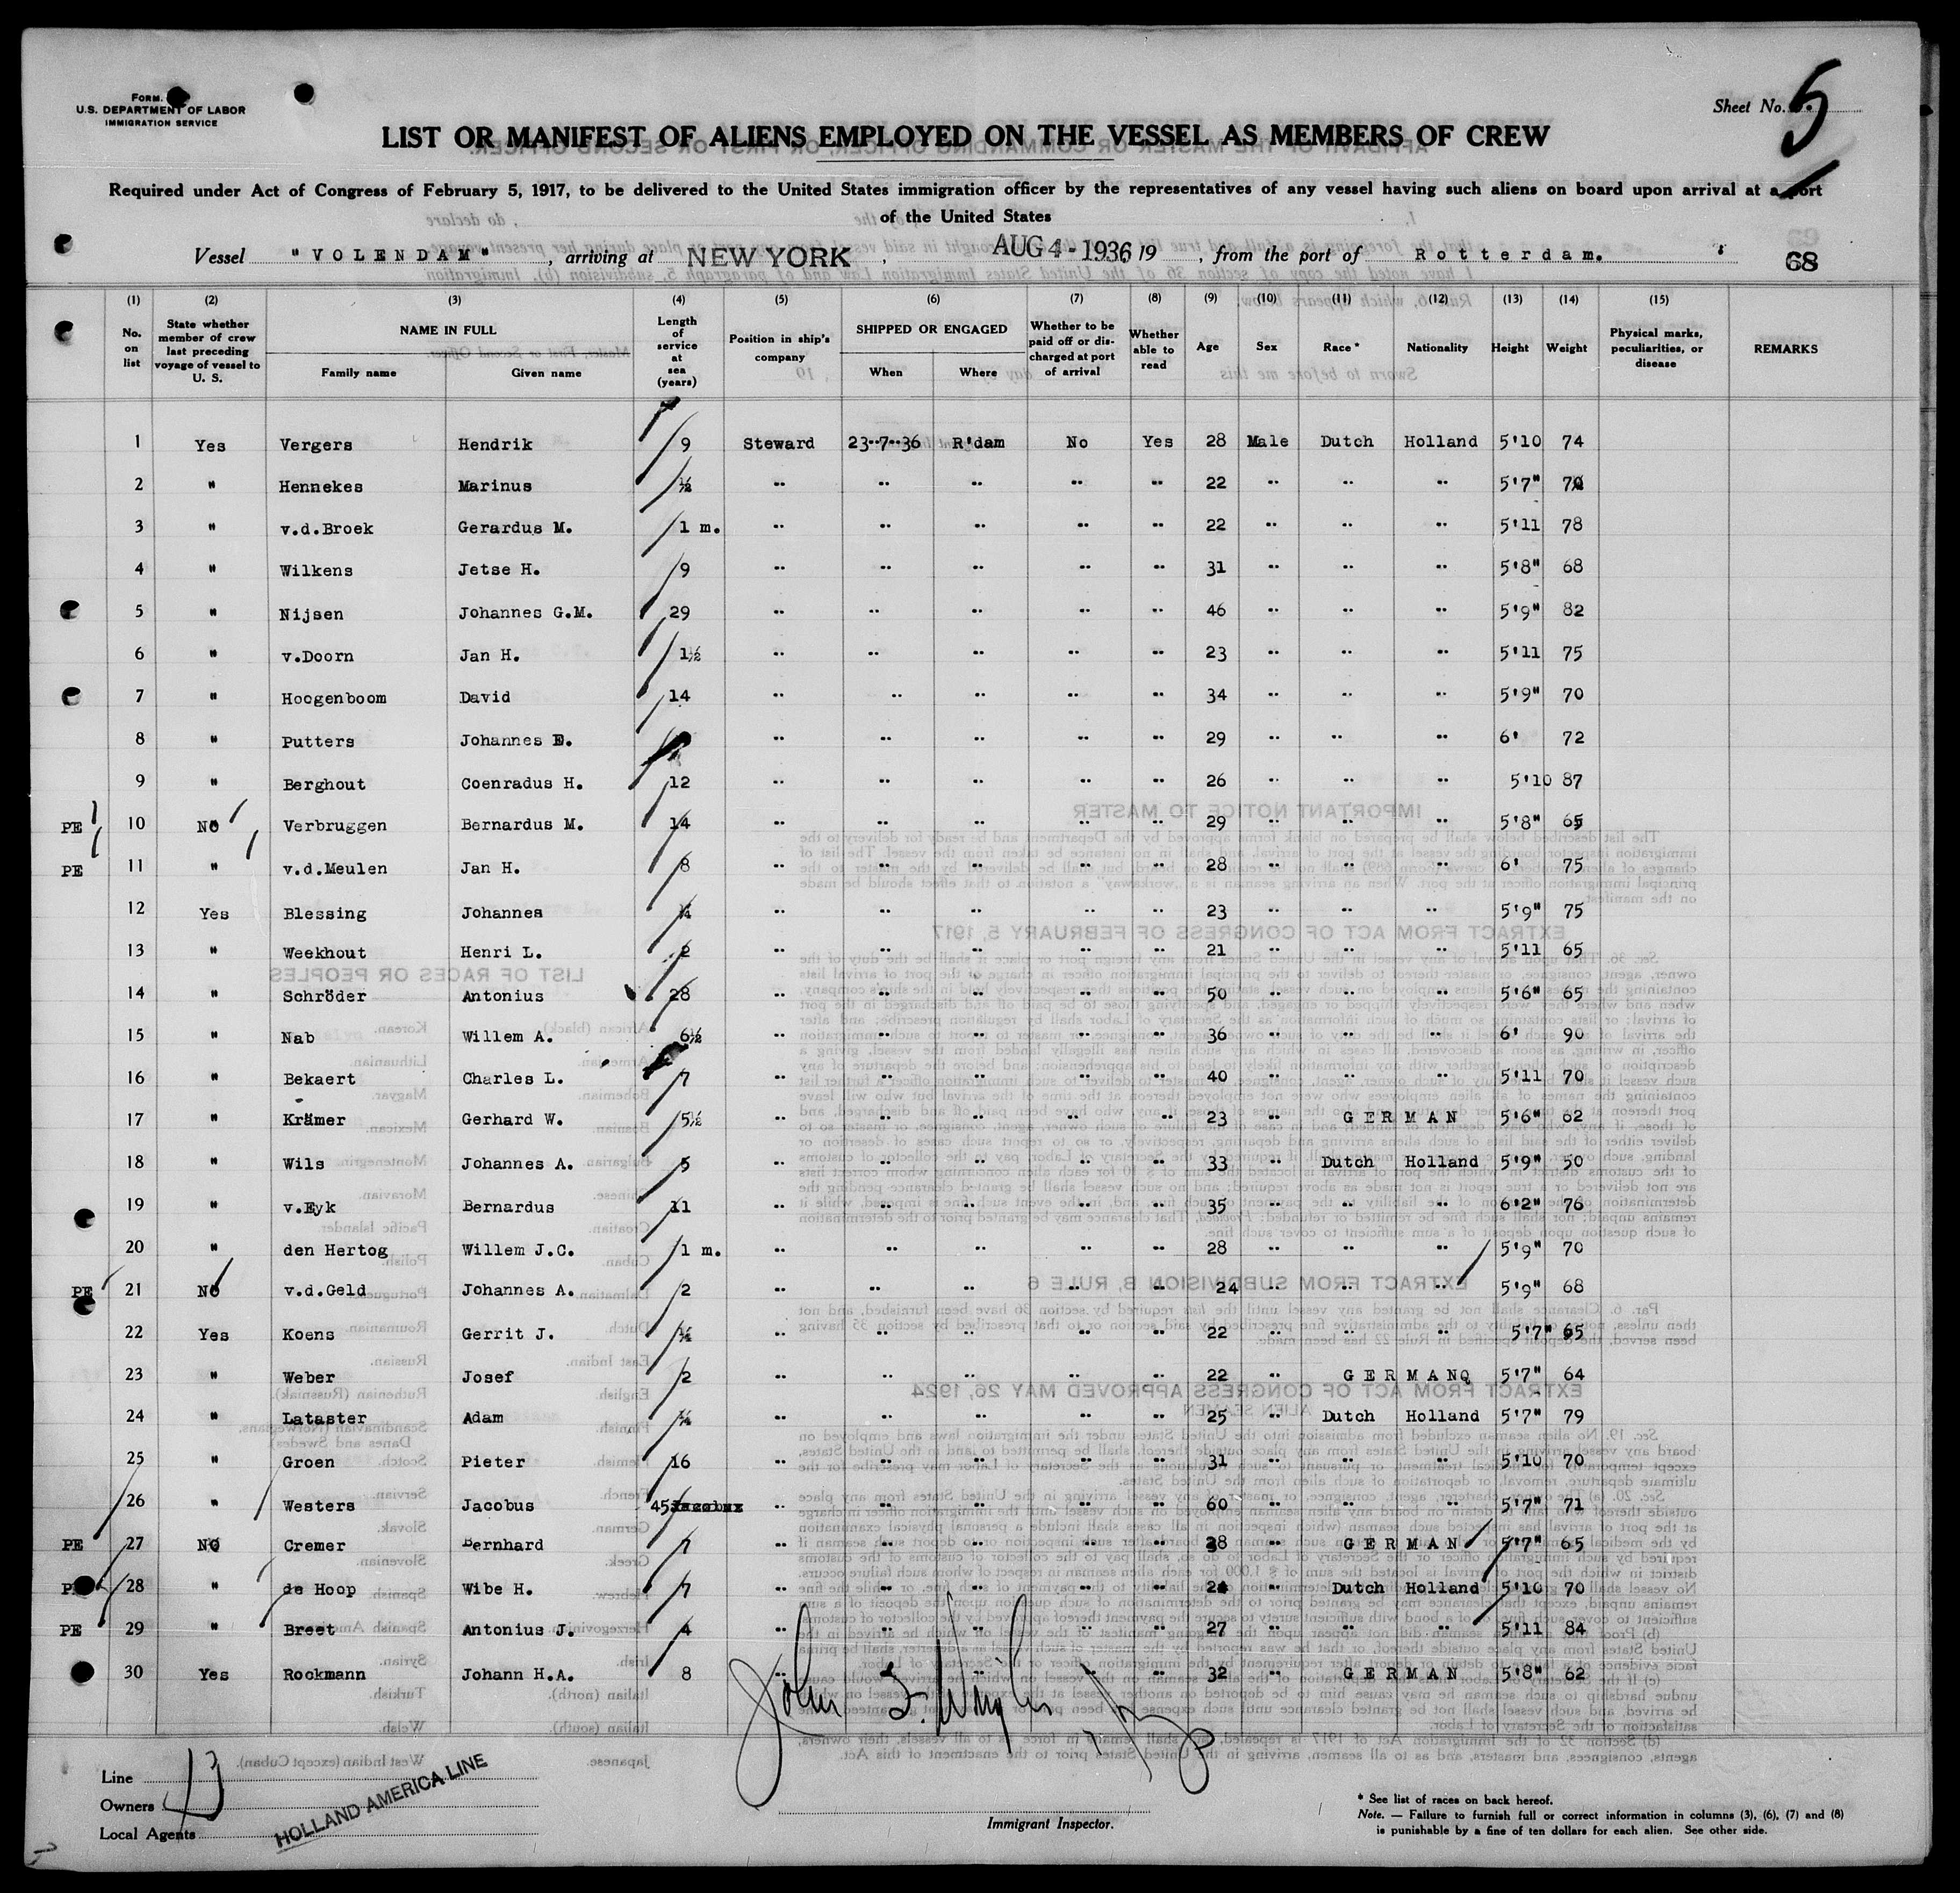 FORM.
U.S. DEPARTMENT OF LABOR
IMMIGRATION SERVICE
Sheet No. 5
LIST OR MANIFEST OF ALIENS EMPLOYED ON THE VESSEL AS MEMBERS OF CREW
Required under Act of Congress of February 5, 1917, to be delivered to the United States immigration officer by the representatives of any vessel having such aliens on board upon arrival at a port
of the United States
Vessel "VOLENDAM", arriving at NEW YORK, AUG 4 - 1936, 19 , from the port of Rotterdam. 68
(1) (2) (3) (4) (5) (6) (7) (8) (9) (10) (11) (12) (13) (14) (15)
No. on list State whether member of crew last preceding voyage of vessel to U. S. NAME IN FULL Family name Given name Length of service at sea (years) Position in ship's company SHIPPED OR ENGAGED When Where Whether to be paid off or discharged at port of arrival Whether able to read Age Sex Race* Nationality Height Weight Physical marks, peculiarities, or disease REMARKS
1 Yes Vergers Hendrik 9 Steward 23-7-36 R'dam No Yes 28 Male Dutch Holland 5'10 74
2 " Hennekes Marinus ½ " " " " " 22 " " " 5'7" 70
3 " v.d.Broek Gerardus M. 1 m. " " " " " 22 " " " 5'11 78
4 " Wilkens Jetse H. 9 " " " " " 31 " " " 5'8" 68
5 " Nijsen Johannes G.M. 29 " " " " " 46 " " " 5'9" 82
6 " v.Doorn Jan H. 1½ " " " " " 23 " " " 5'11 75
7 " Hoogenboom David 14 " " " " " 34 " " " 5'9" 70
8 " Putters Johannes E. " " " " " 29 " " " 6' 72
9 " Berghout Coenradus H. 12 " " " " " 26 " " " 5'10 87
PE 10 No Verbruggen Bernardus M. 14 " " " " " 29 " " " 5'8" 65
PE 11 " v.d.Meulen Jan H. 8 " " " " " 28 " " " 6' 75
12 Yes Blessing Johannes " " " " " 23 " " " 5'9" 75
13 " Weekhout Henri L. 2 " " " " " 21 " " " 5'11 65
14 " Schröder Antonius 28 " " " " " 50 " " " 5'6" 65
15 " Nab Willem A. 6½ " " " " " 36 " " " 6' 90
16 " Bekaert Charles L. 7 " " " " " 40 " " " 5'11 70
17 " Krämer Gerhard W. 5½ " " " " " 23 " GERMAN 5'6" 62
18 " Wils Johannes A. 5 " " " " " 33 " Dutch Holland 5'9" 50
19 " v.Eyk Bernardus 11 " " " " " 35 " " " 6'2" 76
20 " den Hertog Willem J.C. 1 m. " " " " " 28 " " " 5'9" 70
PE 21 No v.d.Geld Johannes A. 2 " " " " " 24 " " " 5'9" 68
22 Yes Koens Gerrit J. " " " " " 22 " " " 5'7" 65
23 " Weber Josef 2 " " " " " 22 " GERMAN 5'7" 64
24 " Lataster Adam " " " " " 25 " Dutch Holland 5'7" 79
25 " Groen Pieter 16 " " " " " 31 " " " 5'10 70
26 " Westers Jacobus 45 " " " " " 60 " " " 5'7" 71
PE 27 No Cremer Bernhard 7 " " " " " 38 " GERMAN 5'7" 65
PE 28 " de Hoop Wibe H. 7 " " " " " " Dutch Holland 5'10 70
PE 29 " Breet Antonius J. 4 " " " " " 27 " " " 5'11 84
30 Yes Rockmann Johann H.A. 8 " " " " " 32 " GERMAN 5'8" 62
Line
Owners
Local Agents
HOLLAND AMERICA LINE
Immigrant Inspector.
* See list of races on back hereof.
Note. — Failure to furnish full or correct information in columns (3), (6), (7) and (8)
is punishable by a fine of ten dollars for each alien. See other side.